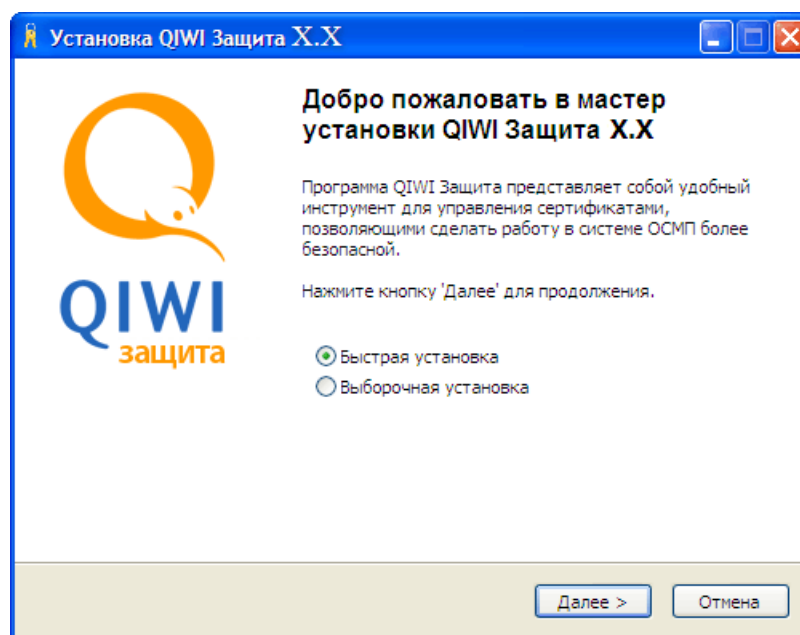 Установка QIWI Защита X.X
Добро пожаловать в мастер
установки QIWI Защита X.X
Программа QIWI Защита представляет собой удобный
инструмент для управления сертификатами,
позволяющими сделать работу в системе ОСМП более
безопасной.
Нажмите кнопку 'Далее' для продолжения.
QIWI
защита
Быстрая установка
Выборочная установка
Далее >
Отмена